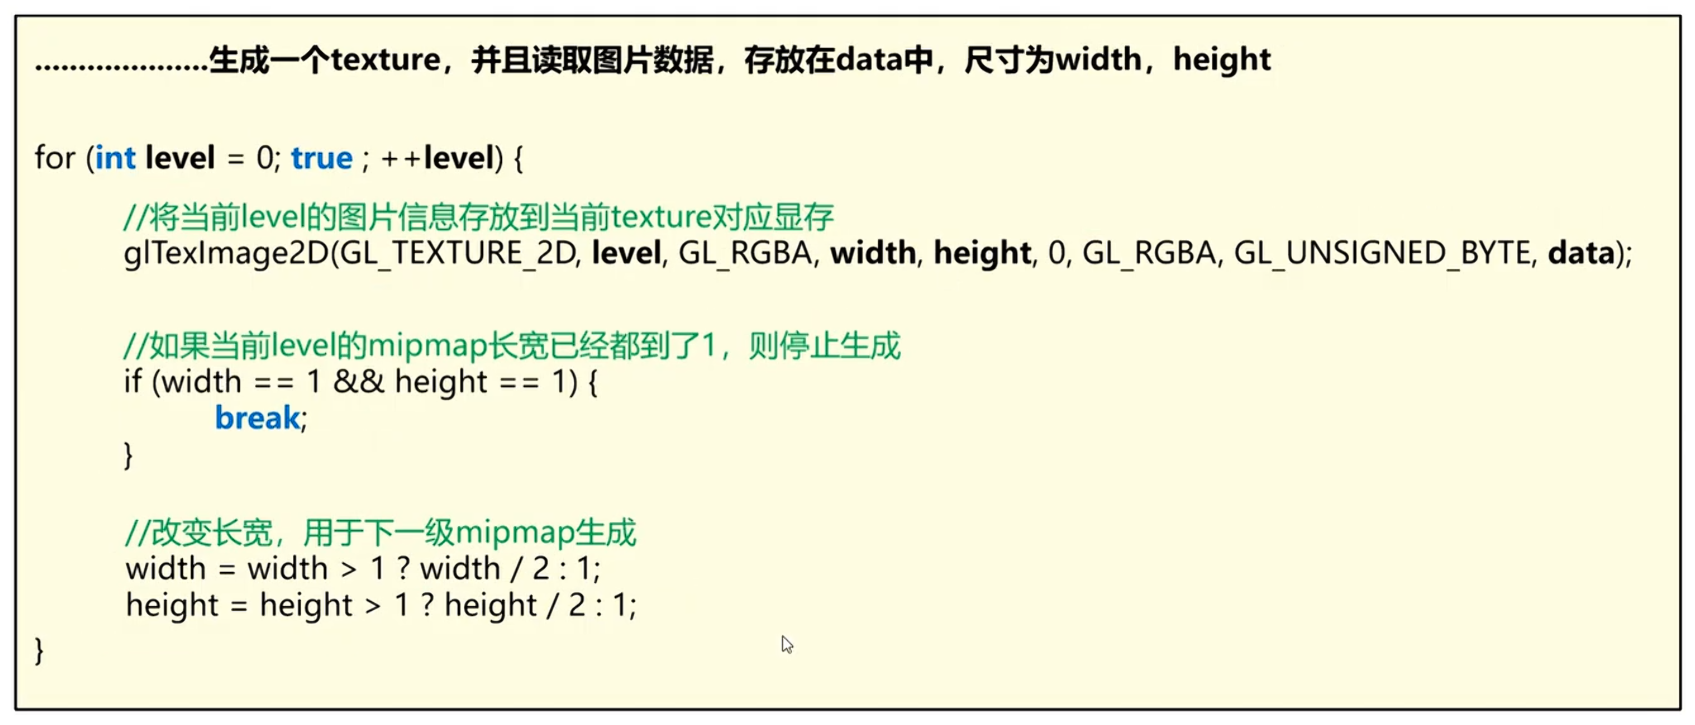 ....................生成一个texture，并且读取图片数据，存放在data中，尺寸为width，height
for (int level = 0; true ; ++level) {
//将当前level的图片信息存放到当前texture对应显存
glTexImage2D(GL_TEXTURE_2D, level, GL_RGBA, width, height, 0, GL_RGBA, GL_UNSIGNED_BYTE, data);
//如果当前level的mipmap长宽已经都到了1，则停止生成
if (width == 1 && height == 1) {
break;
}
//改变长宽，用于下一级mipmap生成
width = width > 1 ? width / 2 : 1;
height = height > 1 ? height / 2 : 1;
}